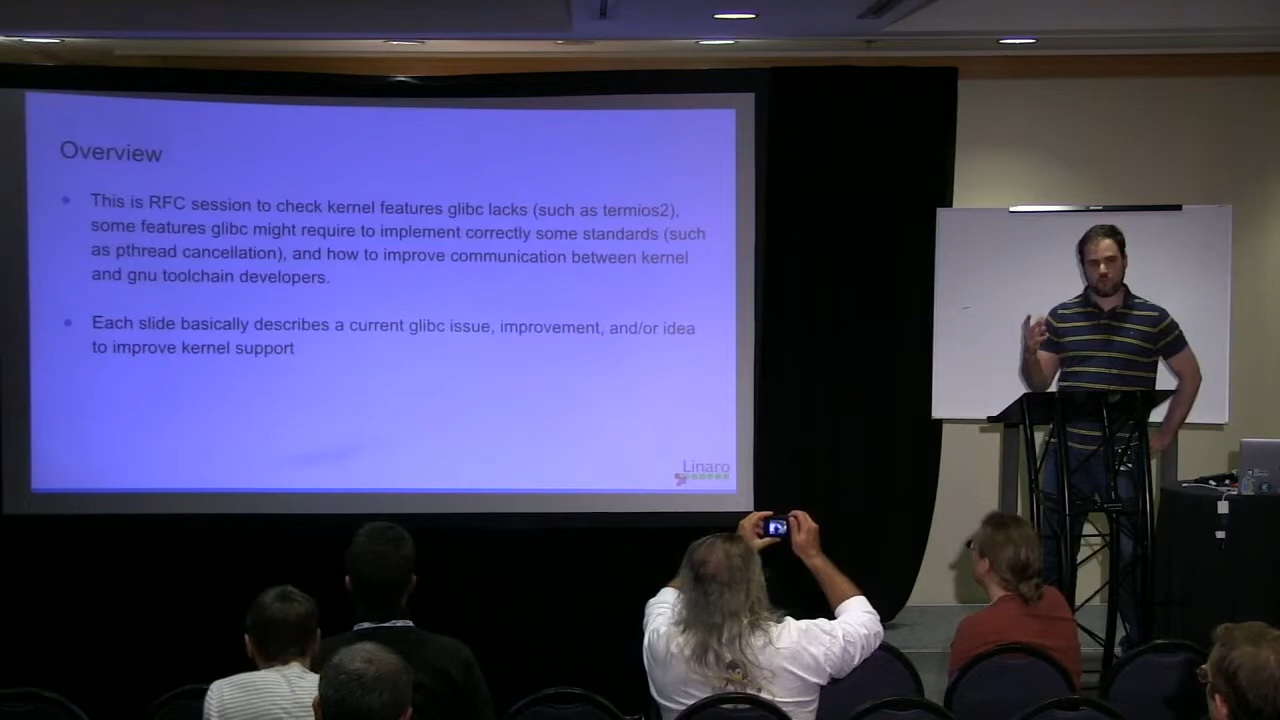 Overview
This is RFC session to check kernel features glibc lacks (such as termios2),
some features glibc might require to implement correctly some standards (such
as pthread cancellation), and how to improve communication between kernel
and gnu toolchain developers.
Each slide basically describes a current glibc issue, improvement, and/or idea
to improve kernel support
Linaro